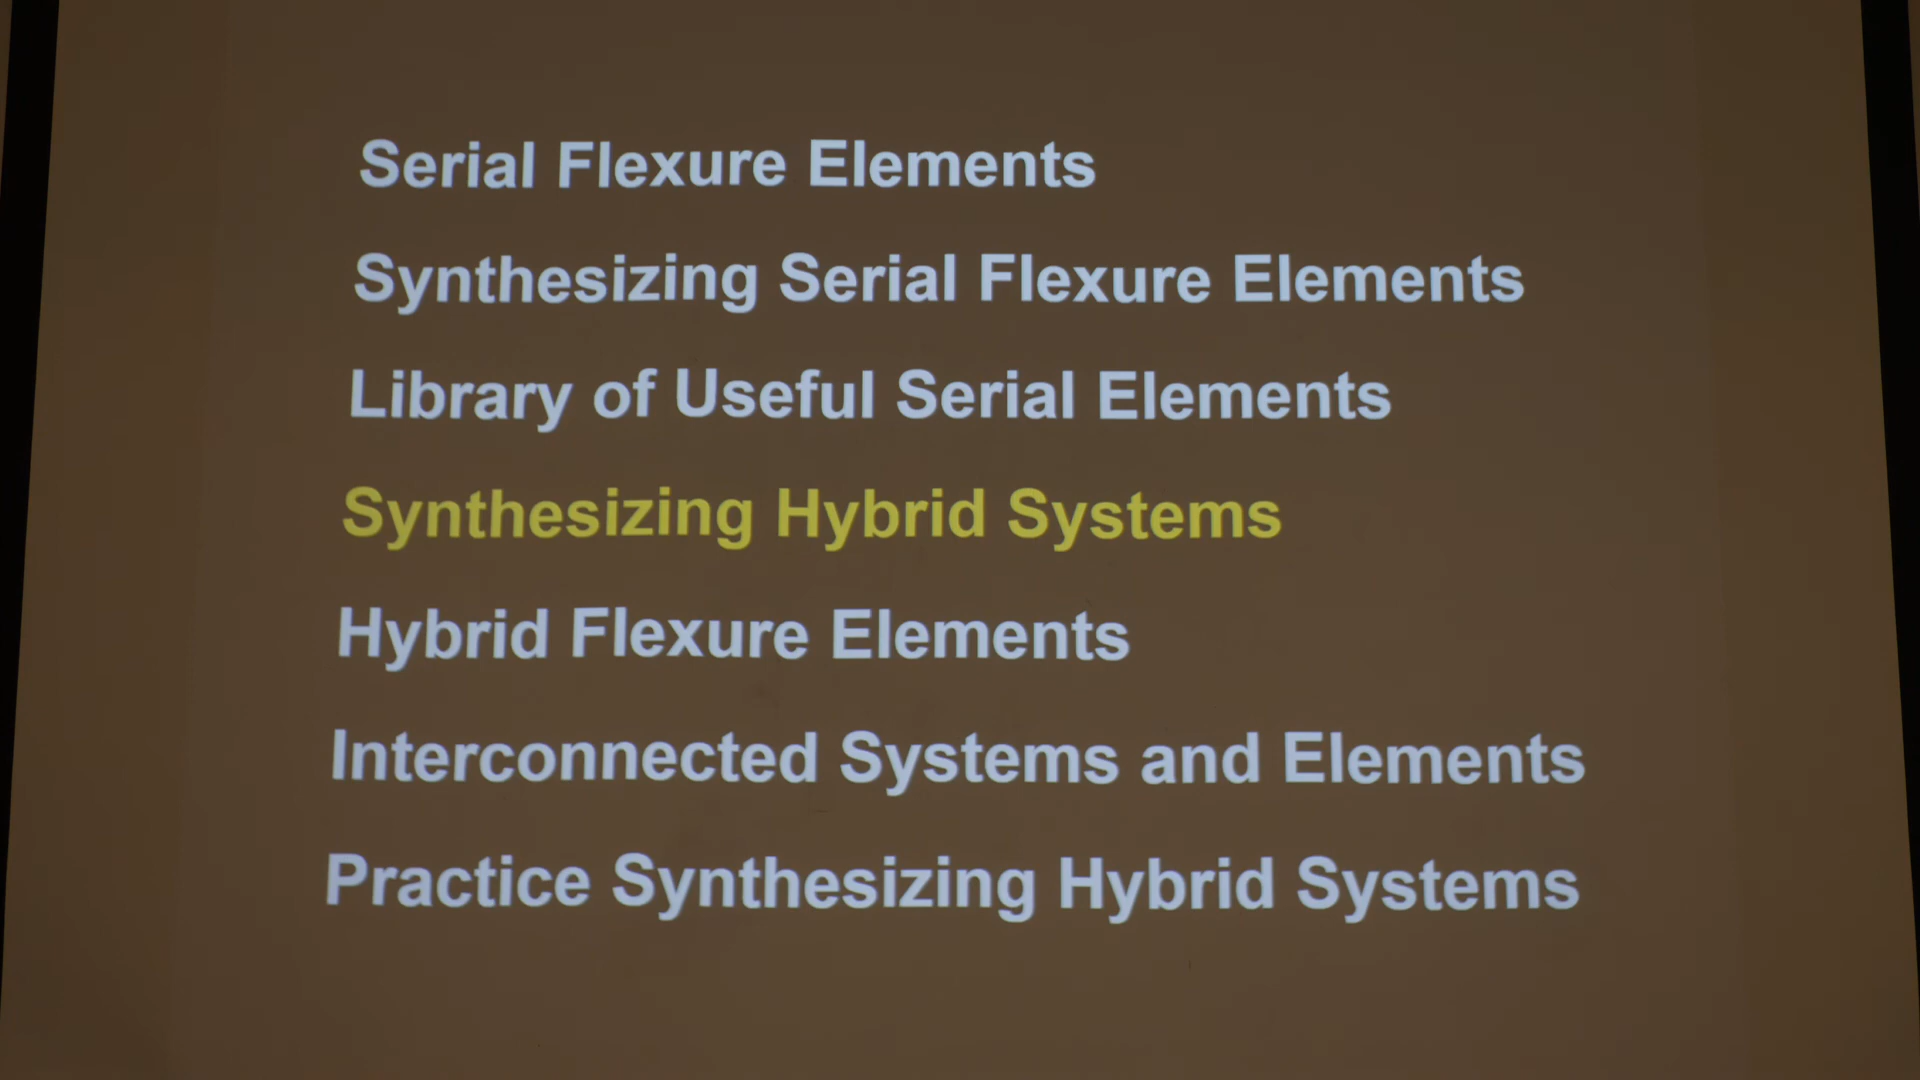 Serial Flexure Elements
Synthesizing Serial Flexure Elements
Library of Useful Serial Elements
Synthesizing Hybrid Systems
Hybrid Flexure Elements
Interconnected Systems and Elements
Practice Synthesizing Hybrid Systems